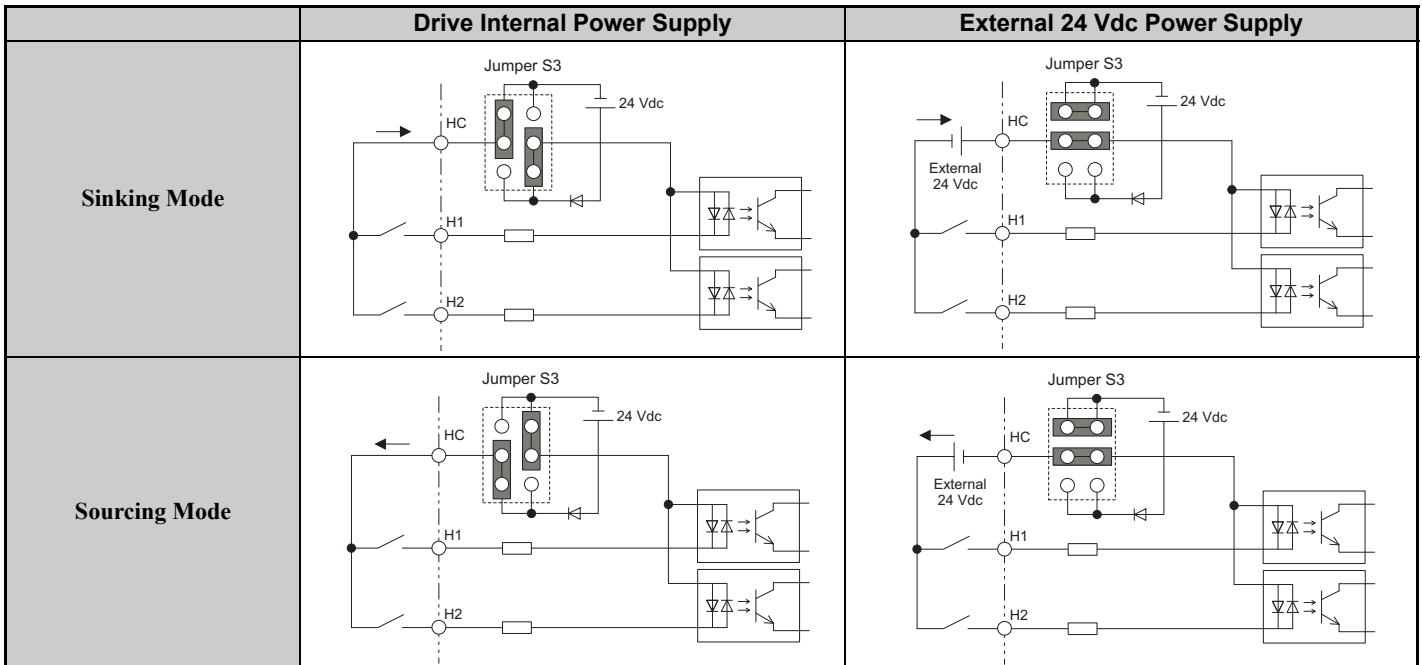 Drive Internal Power Supply
External 24 Vdc Power Supply
Sinking Mode
Jumper S3
24 Vdc
HC
H1
H2
Jumper S3
24 Vdc
HC
External
24 Vdc
H1
H2
Sourcing Mode
Jumper S3
24 Vdc
HC
H1
H2
Jumper S3
24 Vdc
HC
External
24 Vdc
H1
H2